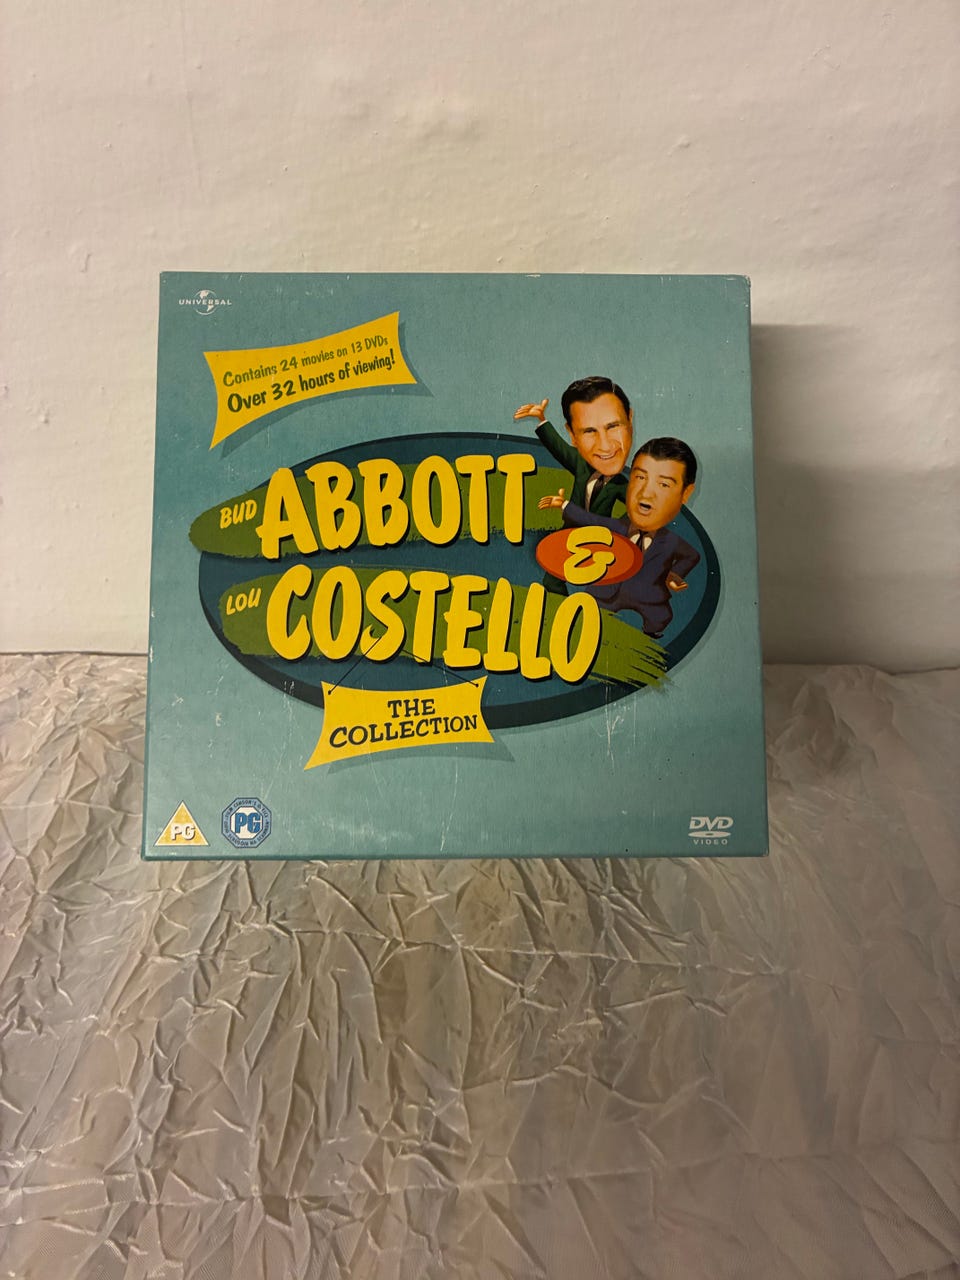 UNIVERSAL
Contains 24 movies on 13 DVDs
Over 32 hours of viewing!
BUD ABBOTT
&
LOU COSTELLO
THE
COLLECTION
PG
PG
DVD
VIDEO